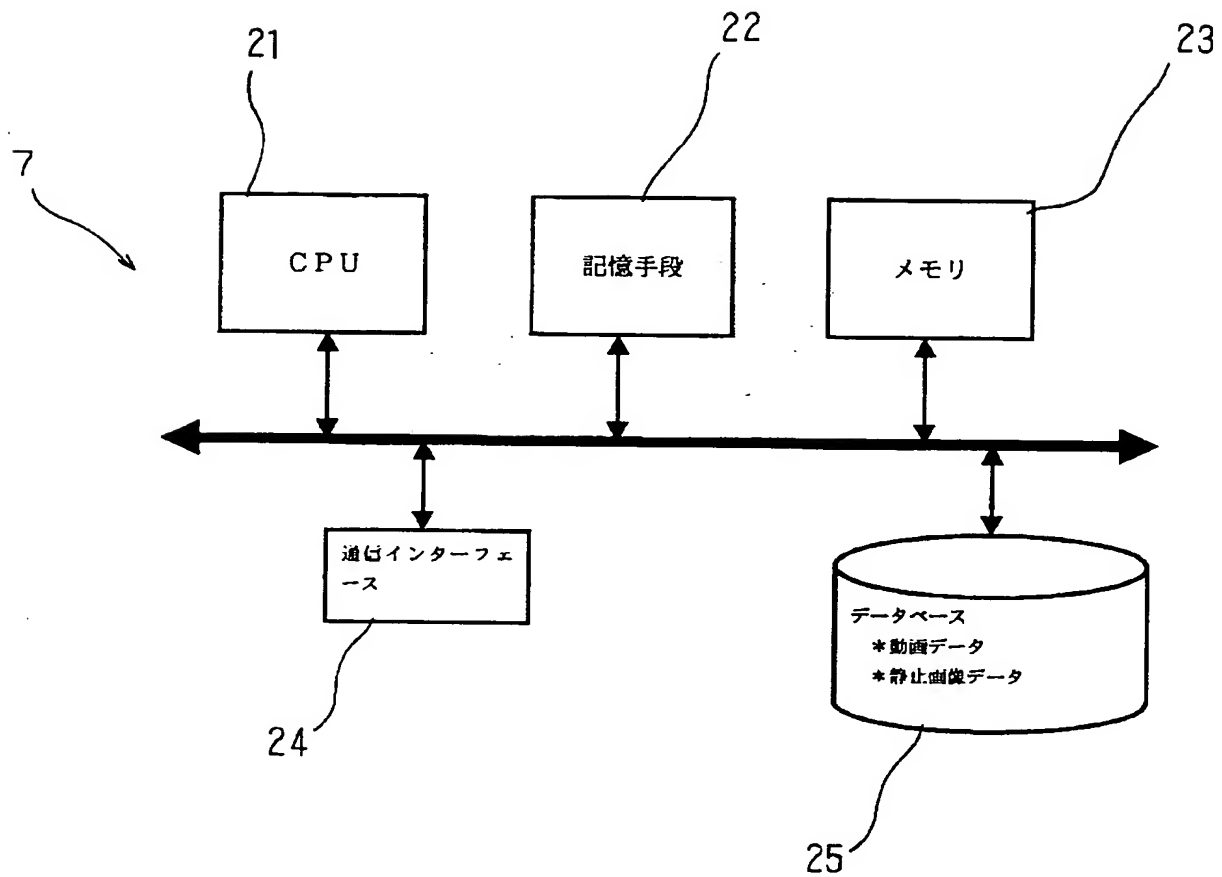 21
22
23
7
CPU
記憶手段
メモリ
通信インターフェ
ース
データベース
*動画データ
*静止画像データ
24
25